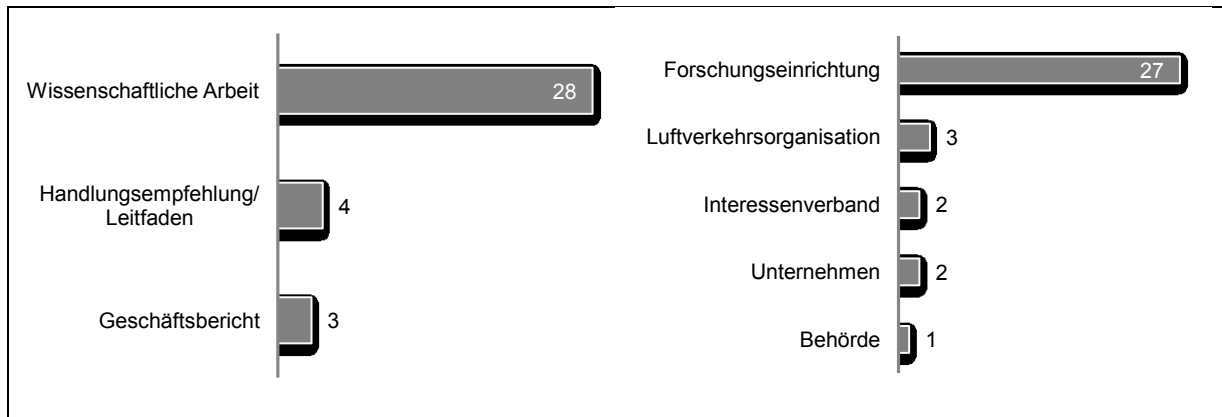 Wissenschaftliche Arbeit 28
Handlungsempfehlung/
Leitfaden 4
Geschäftsbericht 3
Forschungseinrichtung 27
Luftverkehrsorganisation 3
Interessenverband 2
Unternehmen 2
Behörde 1